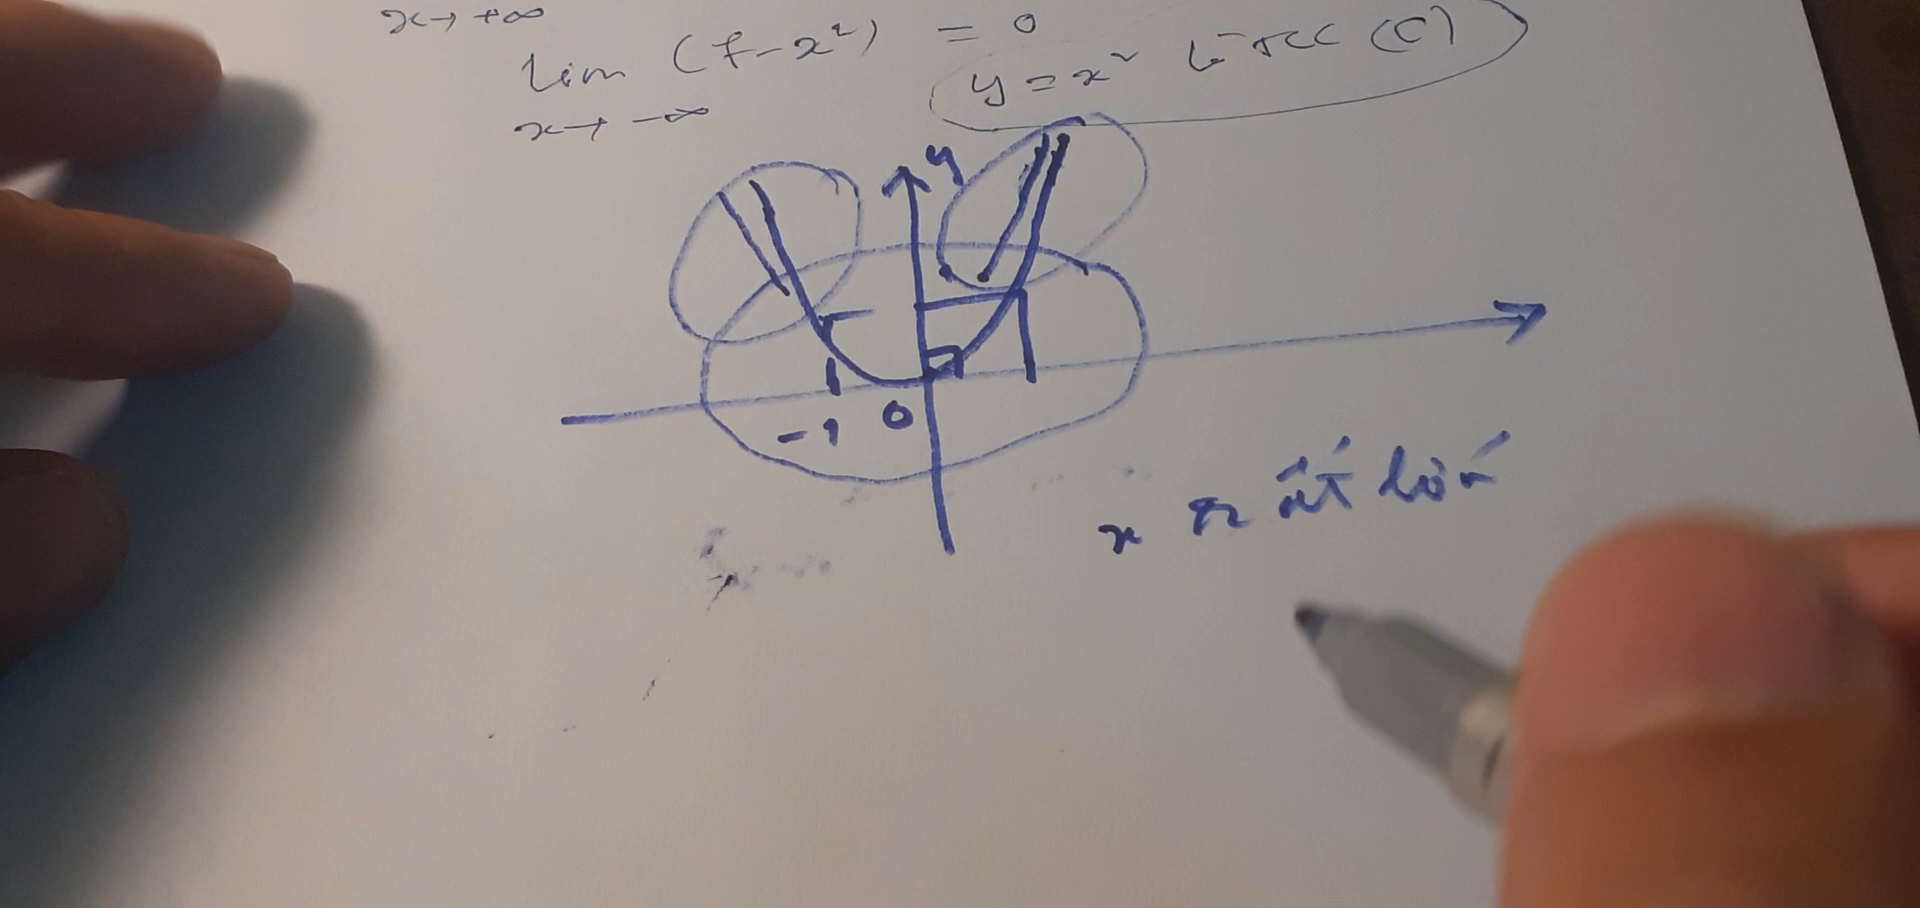 x → +∞
lim (f - x²) = 0
x → -∞
y = x² là TCC (C)
y
-1 0
x rất lớn